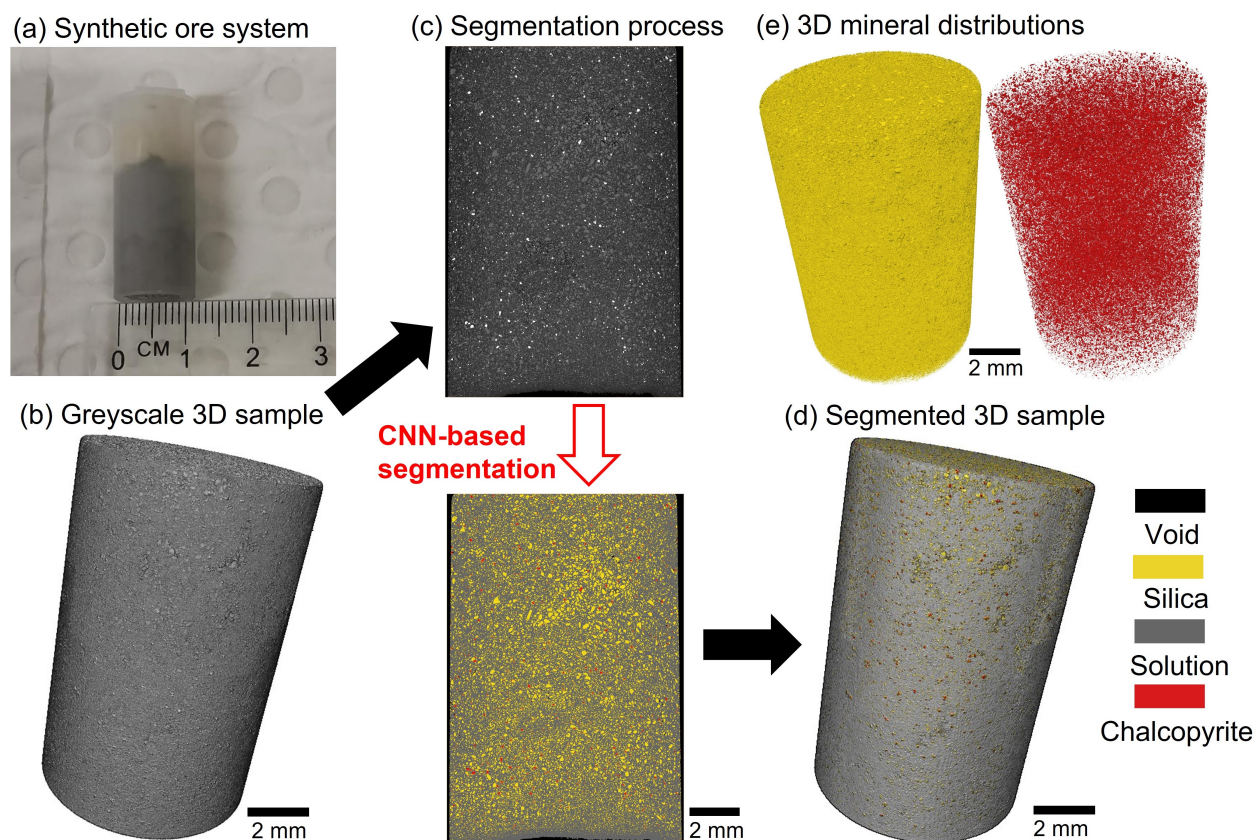 (a) Synthetic ore system
0 CM 1 2 3
(b) Greyscale 3D sample
2 mm
(c) Segmentation process
CNN-based
segmentation
2 mm
(e) 3D mineral distributions
2 mm
(d) Segmented 3D sample
2 mm
Void
Silica
Solution
Chalcopyrite